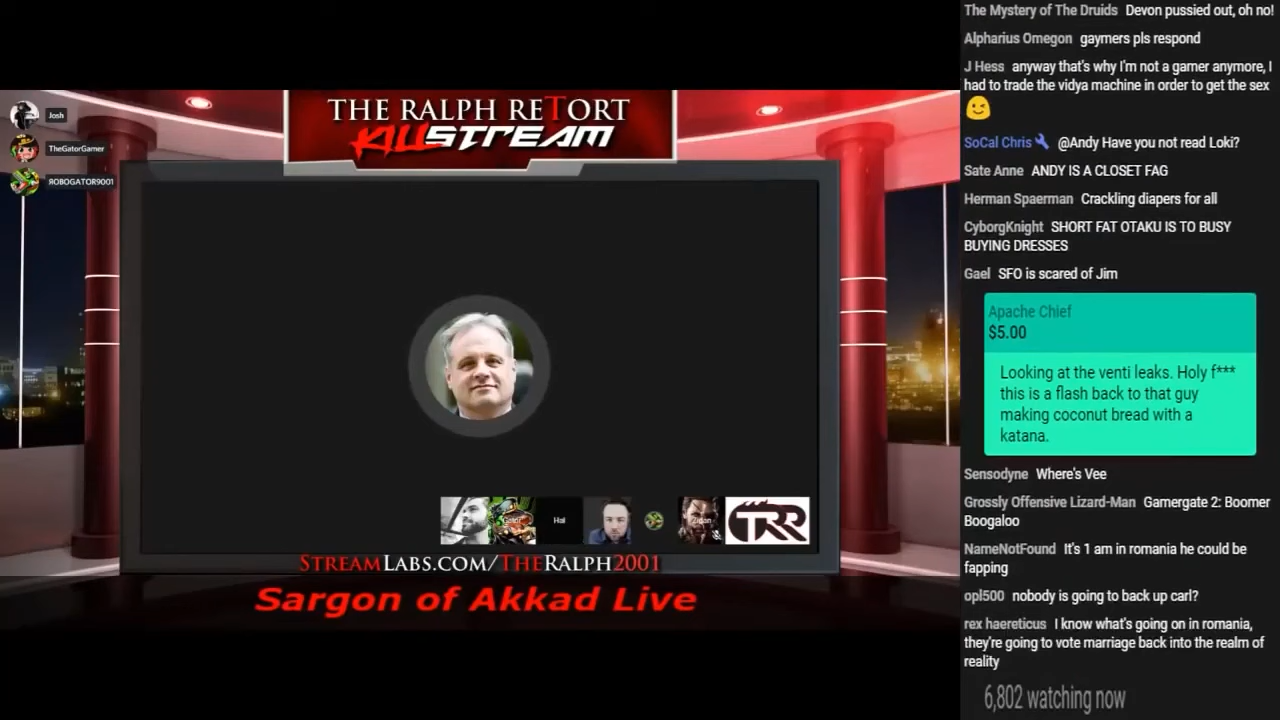 Josh
TheGatorGamer
ROBOGATOR9001
THE RALPH RETORT
KILLSTREAM
Hal
TRR
STREAMLABS.COM/THERALPH2001
Sargon of Akkad Live
The Mystery of The Druids Devon pussied out, oh no!
Alpharius Omegon gaymers pls respond
J Hess anyway that's why I'm not a gamer anymore, I
had to trade the vidya machine in order to get the sex
SoCal Chris @Andy Have you not read Loki?
Sate Anne ANDY IS A CLOSET FAG
Herman Spaerman Crackling diapers for all
CyborgKnight SHORT FAT OTAKU IS TO BUSY
BUYING DRESSES
Gael SFO is scared of Jim
Apache Chief
$5.00
Looking at the venti leaks. Holy f***
this is a flash back to that guy
making coconut bread with a
katana.
Sensodyne Where's Vee
Grossly Offensive Lizard-Man Gamergate 2: Boomer
Boogaloo
NameNotFound It's 1 am in romania he could be
fapping
opl500 nobody is going to back up carl?
rex haereticus I know what's going on in romania,
they're going to vote marriage back into the realm of
reality
6,802 watching now